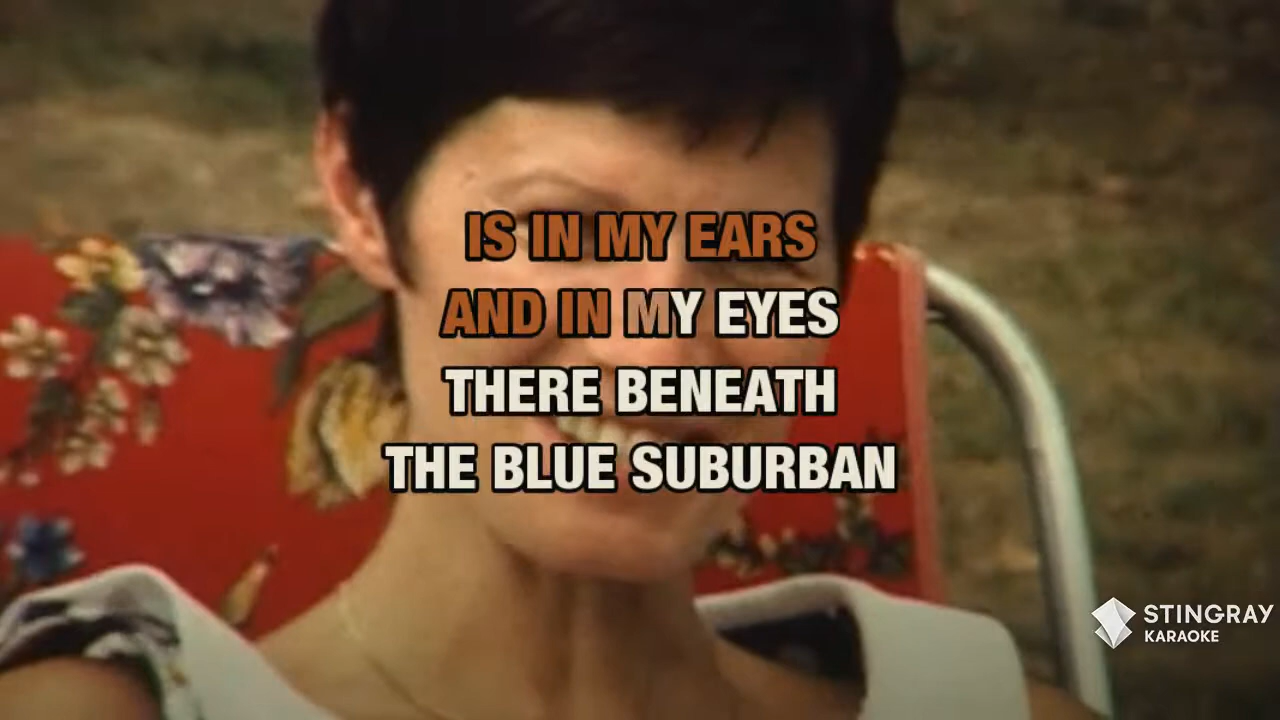 IS IN MY EARS
AND IN MY EYES
THERE BENEATH
THE BLUE SUBURBAN
STINGRAY
KARAOKE